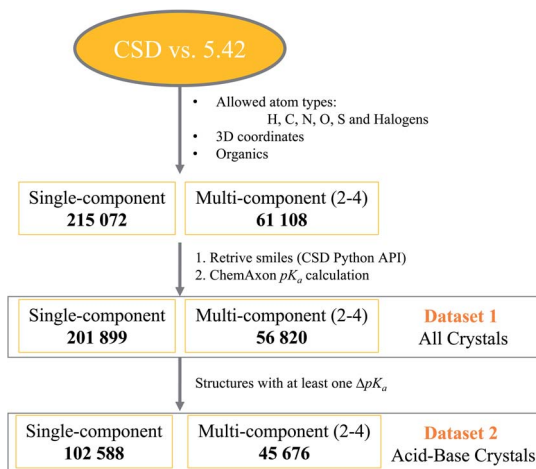 CSD vs. 5.42
• Allowed atom types:
H, C, N, O, S and Halogens
• 3D coordinates
• Organics
Single-component
215 072
Multi-component (2-4)
61 108
1. Retrive smiles (CSD Python API)
2. ChemAxon pKa calculation
Single-component
201 899
Multi-component (2-4)
56 820
Dataset 1
All Crystals
Structures with at least one ΔpKa
Single-component
102 588
Multi-component (2-4)
45 676
Dataset 2
Acid-Base Crystals